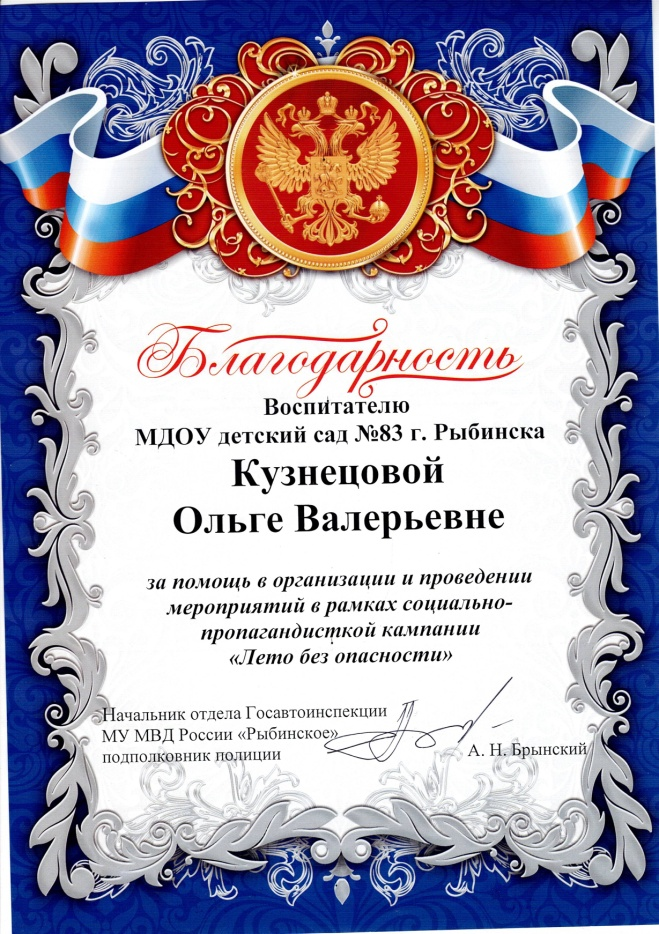 Благодарность
Воспитателю
МДОУ детский сад №83 г. Рыбинска
Кузнецовой
Ольге Валерьевне
за помощь в организации и проведении
мероприятий в рамках социально-
пропагандисткой кампании
«Лето без опасности»
Начальник отдела Госавтоинспекции
МУ МВД России «Рыбинское»
подполковник полиции
А. Н. Брынский